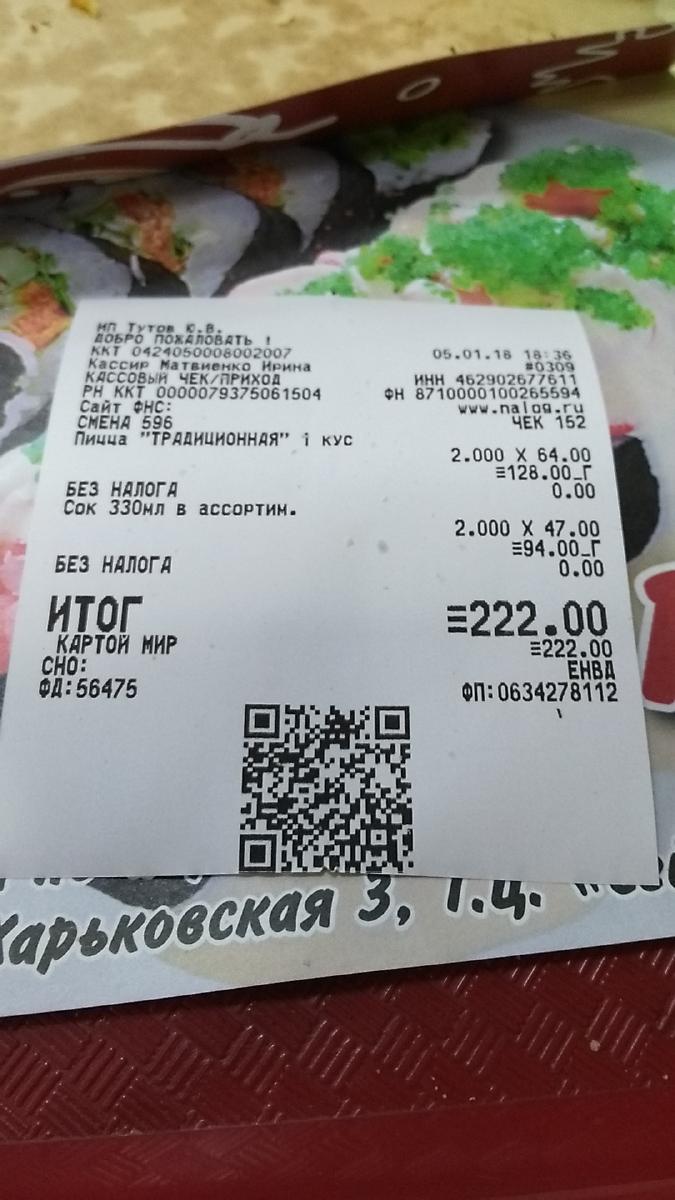 ИП Тутов Ю.В.
ДОБРО ПОЖАЛОВАТЬ !
ККТ 0424050008002007 05.01.18 18:36
Кассир Матвиенко Ирина #0309
КАССОВЫЙ ЧЕК/ПРИХОД ИНН 462902677611
РН ККТ 0000079375061504 ФН 8710000100265594
Сайт ФНС: www.nalog.ru
СМЕНА 596 ЧЕК 152
Пицца "ТРАДИЦИОННАЯ" 1 кус
2.000 X 64.00
≡128.00_Г
БЕЗ НАЛОГА 0.00
Сок 330мл в ассортим.
2.000 X 47.00
≡94.00_Г
БЕЗ НАЛОГА 0.00
ИТОГ ≡222.00
КАРТОЙ МИР ≡222.00
СНО: ЕНВД
ФД:56475 ФП:0634278112
Харьковская 3, Т.Ц.